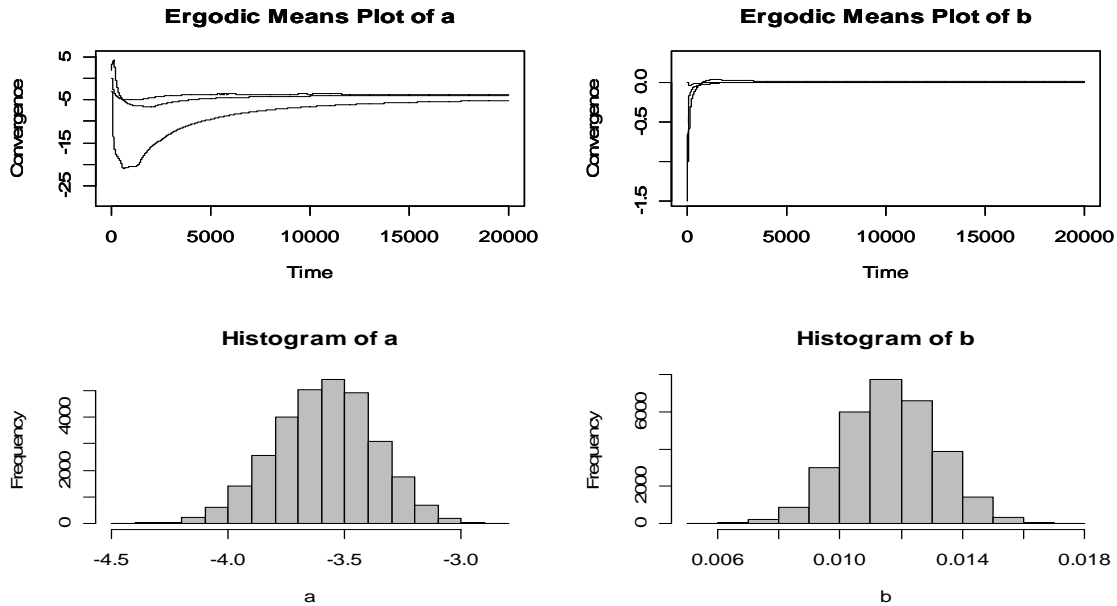 Ergodic Means Plot of a
Convergence
5
-5
-15
-25
0 5000 10000 15000 20000
Time
Ergodic Means Plot of b
Convergence
0.0
-0.5
-1.5
0 5000 10000 15000 20000
Time
Histogram of a
Frequency
4000
2000
0
-4.5 -4.0 -3.5 -3.0
a
Histogram of b
Frequency
6000
2000
0
0.006 0.010 0.014 0.018
b